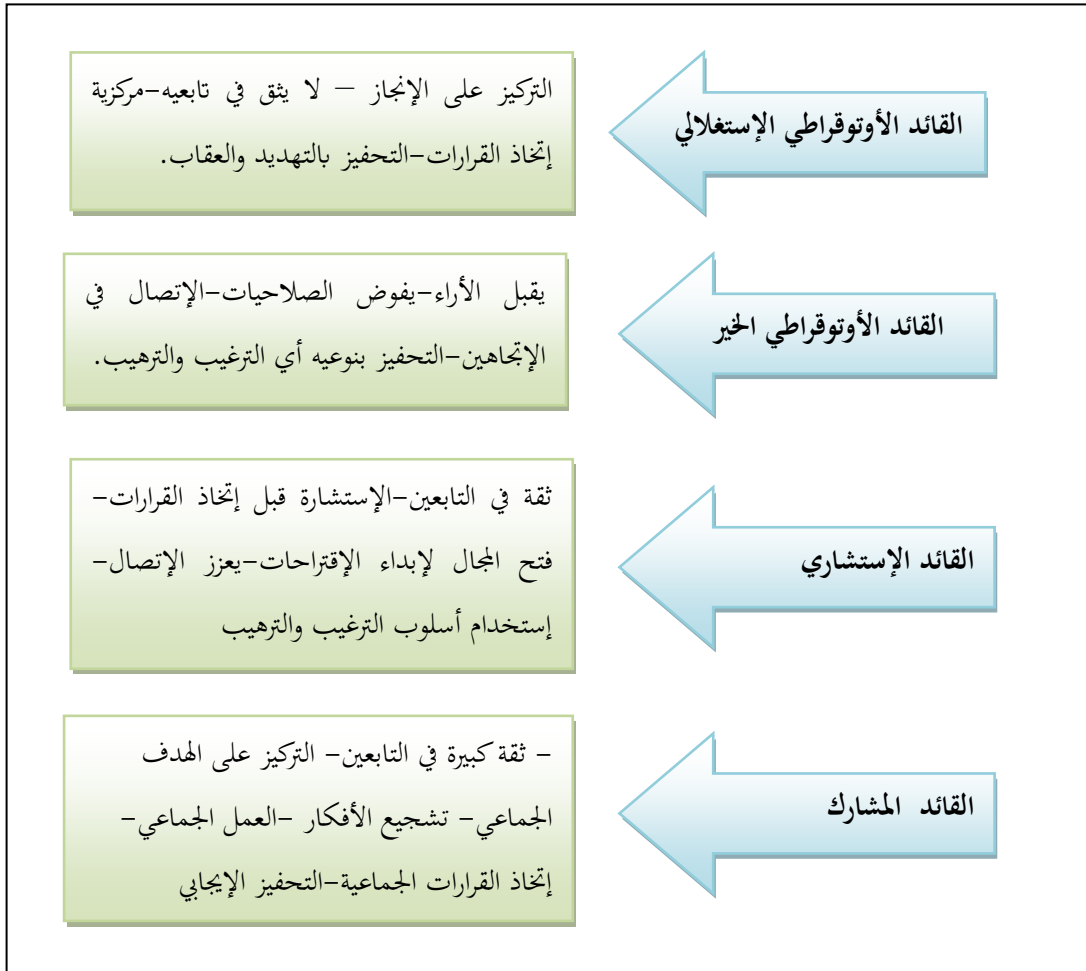 القائد الأوتوقراطي الإستغلالي
التركيز على الإنجاز – لا يثق في تابعيه-مركزية
إتخاذ القرارات-التحفيز بالتهديد والعقاب.
القائد الأوتوقراطي الخير
يقبل الأراء-يفوض الصلاحيات-الإتصال في
الإتجاهين-التحفيز بنوعيه أي الترغيب والترهيب.
القائد الإستشاري
ثقة في التابعين-الإستشارة قبل إتخاذ القرارات-
فتح المجال لإبداء الإقتراحات-يعزز الإتصال-
إستخدام أسلوب الترغيب والترهيب
القائد المشارك
- ثقة كبيرة في التابعين- التركيز على الهدف
الجماعي- تشجيع الأفكار -العمل الجماعي-
إتخاذ القرارات الجماعية-التحفيز الإيجابي